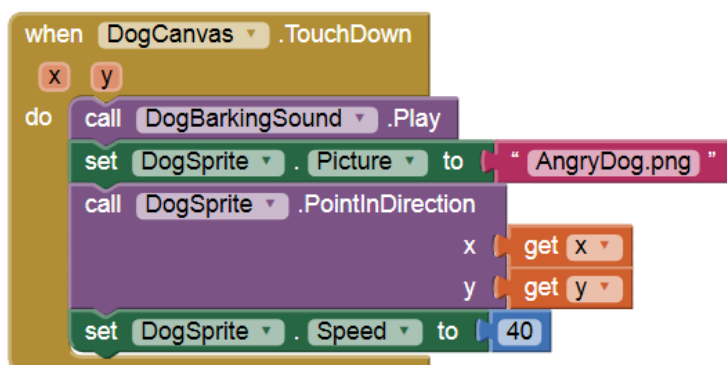 when DogCanvas .TouchDown
x y
do call DogBarkingSound .Play
set DogSprite . Picture to " AngryDog.png "
call DogSprite .PointInDirection
x get x
y get y
set DogSprite . Speed to 40